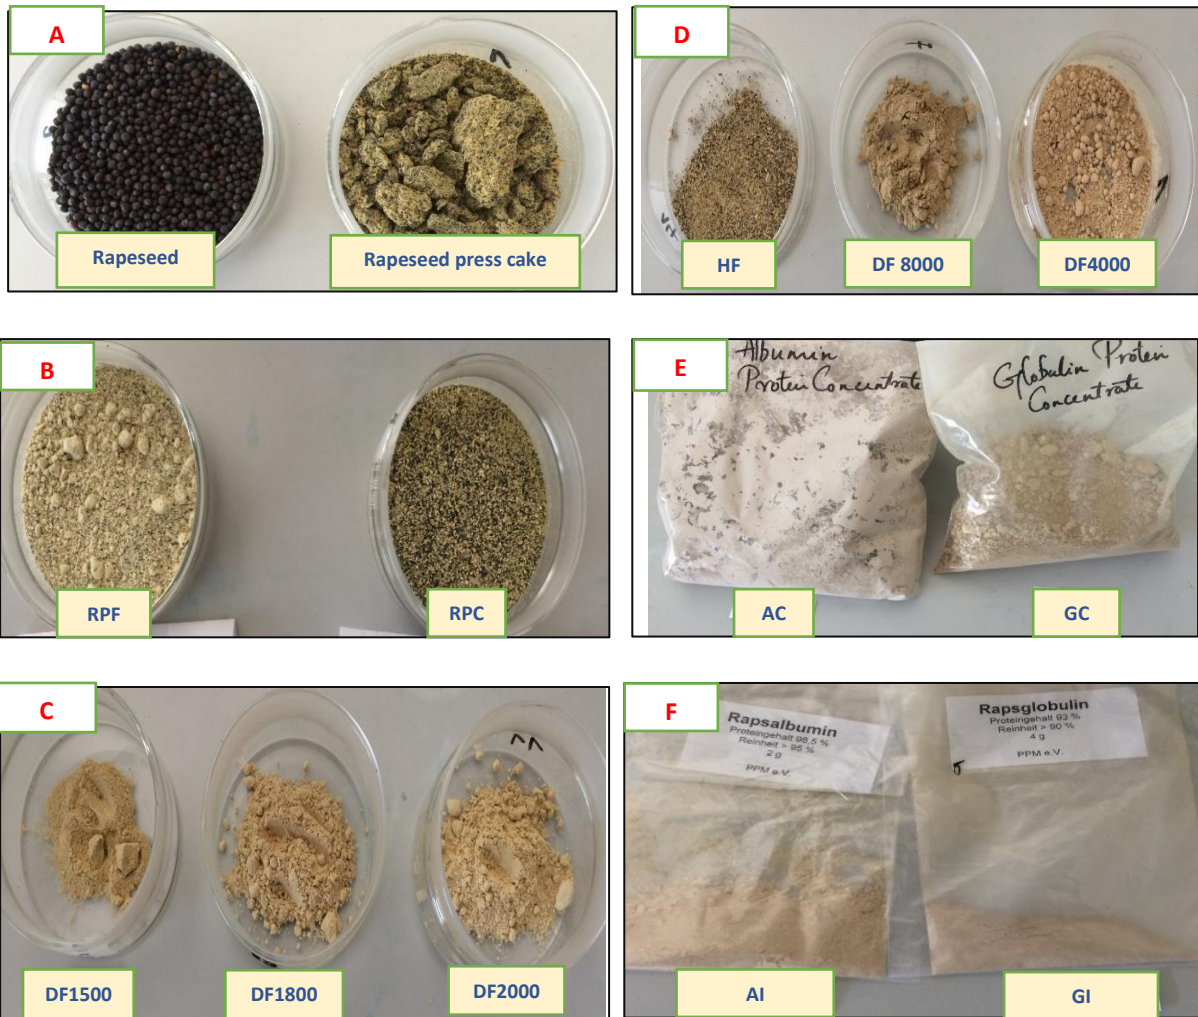 A
Rapeseed
Rapeseed press cake
B
RPF
RPC
C
DF1500
DF1800
DF2000
D
HF
DF 8000
DF4000
E
Albumin
Protein Concentrate
Globulin Protein
Concentrate
AC
GC
F
Rapsalbumin
Proteingehalt 98,5 %
Reinheit > 95 %
2 g
PPM e.V.
Rapsglobulin
Proteingehalt 93 %
Reinheit > 90 %
4 g
PPM e.V.
AI
GI